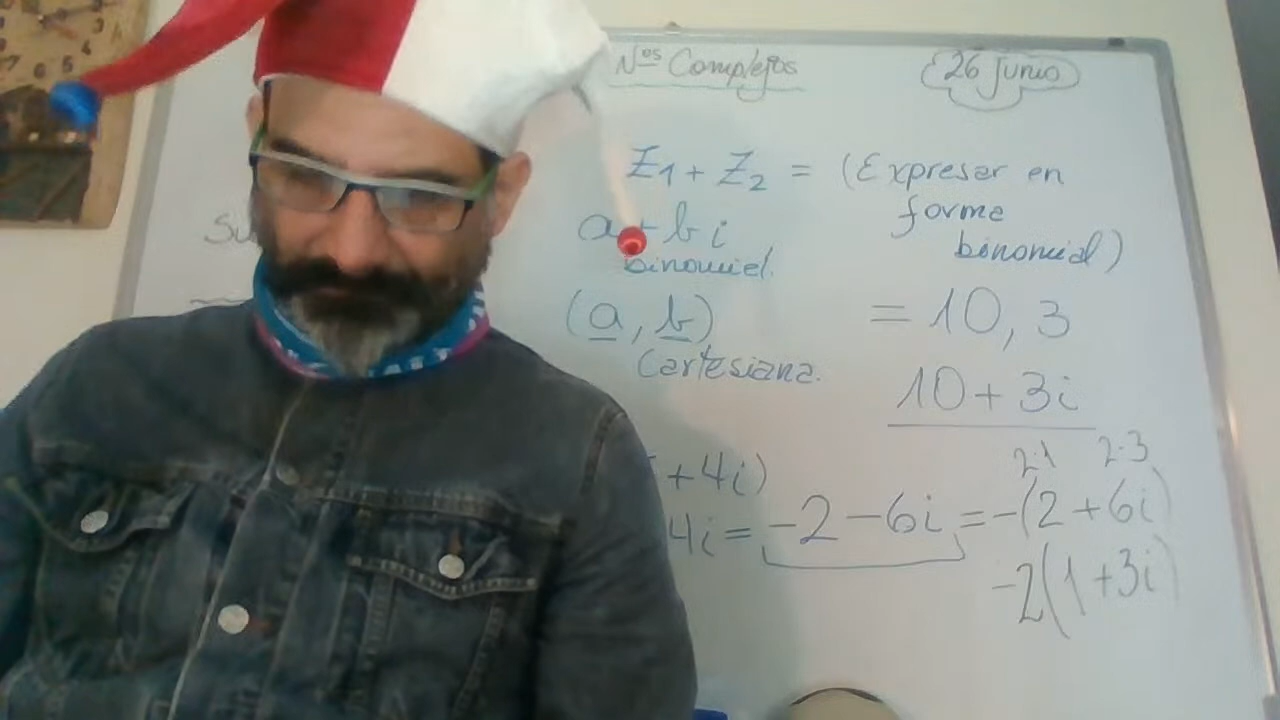 Nos Complejos
26 Junio
Z1 + Z2 = (Expresar en
forma
binomial)
a + bi
binomial.
(a, b)
Cartesiana.
= 10, 3
10 + 3i
+ 4i)
2·1 2·3
4i = -2 - 6i = -(2 + 6i)
-2(1 + 3i)